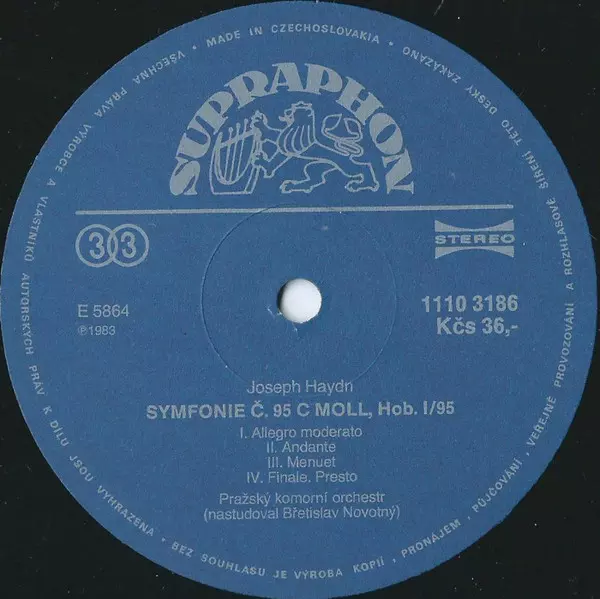 MADE IN CZECHOSLOVAKIA • VŠECHNA PRÁVA VÝROBCE A VLASTNÍKŮ AUTORSKÝCH PRÁV K DÍLU JSOU VYHRAZENA • BEZ SOUHLASU JE VÝROBA KOPIÍ, PRONÁJEM, PŮJČOVÁNÍ, VEŘEJNÉ PROVOZOVÁNÍ A ROZHLASOVÉ ŠÍŘENÍ TÉTO DESKY ZAKÁZÁNO •
SUPRAPHON
33
STEREO
E 5864
1110 3186
℗1983
Kčs 36,-
Joseph Haydn
SYMFONIE Č. 95 C MOLL, Hob. I/95
I. Allegro moderato
II. Andante
III. Menuet
IV. Finale. Presto
Pražský komorní orchestr
(nastudoval Břetislav Novotný)